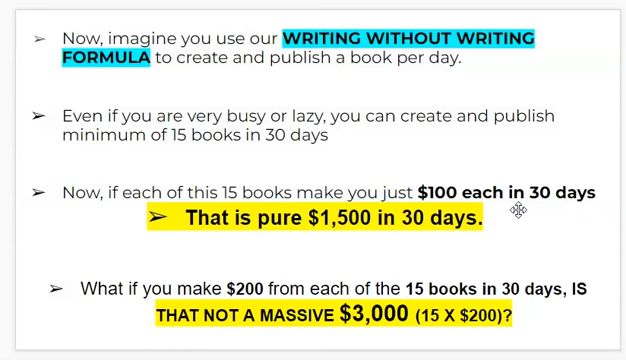 ➢ Now, imagine you use our WRITING WITHOUT WRITING
FORMULA to create and publish a book per day.
➢ Even if you are very busy or lazy, you can create and publish
minimum of 15 books in 30 days
➢ Now, if each of this 15 books make you just $100 each in 30 days
➢ That is pure $1,500 in 30 days.
➢ What if you make $200 from each of the 15 books in 30 days, IS
THAT NOT A MASSIVE $3,000 (15 X $200)?